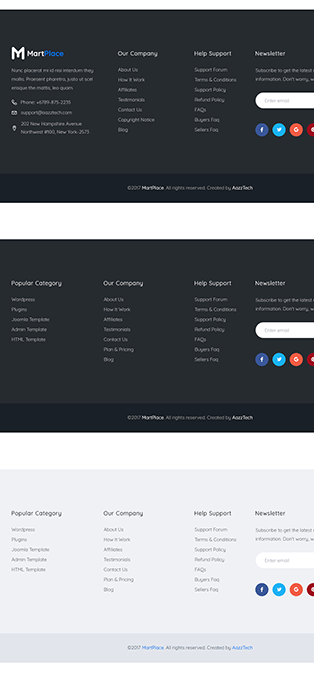 MartPlace
Nunc placerat mi id nisi interdum they
mollis. Praesent pharetra, justo ut scel
erisque the mattis, leo quam.
Phone: +6789-875-2235
support@aazztech.com
202 New Hampshire Avenue
Northwest #100, New York-2573
Our Company
About Us
How It Work
Affiliates
Testimonials
Contact Us
Copyright Notice
Blog
Help Support
Support Forum
Terms & Conditions
Support Policy
Refund Policy
FAQs
Buyers Faq
Sellers Faq
Newsletter
Subscribe to get the latest
information. Don't worry,
Enter email
©2017 MartPlace. All rights reserved. Created by AazzTech
Popular Category
Wordpress
Plugins
Joomla Template
Admin Template
HTML Template
Our Company
About Us
How It Work
Affiliates
Testimonials
Contact Us
Plan & Pricing
Blog
Help Support
Support Forum
Terms & Conditions
Support Policy
Refund Policy
FAQs
Buyers Faq
Sellers Faq
Newsletter
Subscribe to get the latest
information. Don't worry,
Enter email
©2017 MartPlace. All rights reserved. Created by AazzTech
Popular Category
Wordpress
Plugins
Joomla Template
Admin Template
HTML Template
Our Company
About Us
How It Work
Affiliates
Testimonials
Contact Us
Plan & Pricing
Blog
Help Support
Support Forum
Terms & Conditions
Support Policy
Refund Policy
FAQs
Buyers Faq
Sellers Faq
Newsletter
Subscribe to get the latest
information. Don't worry,
Enter email
©2017 MartPlace. All rights reserved. Created by AazzTech